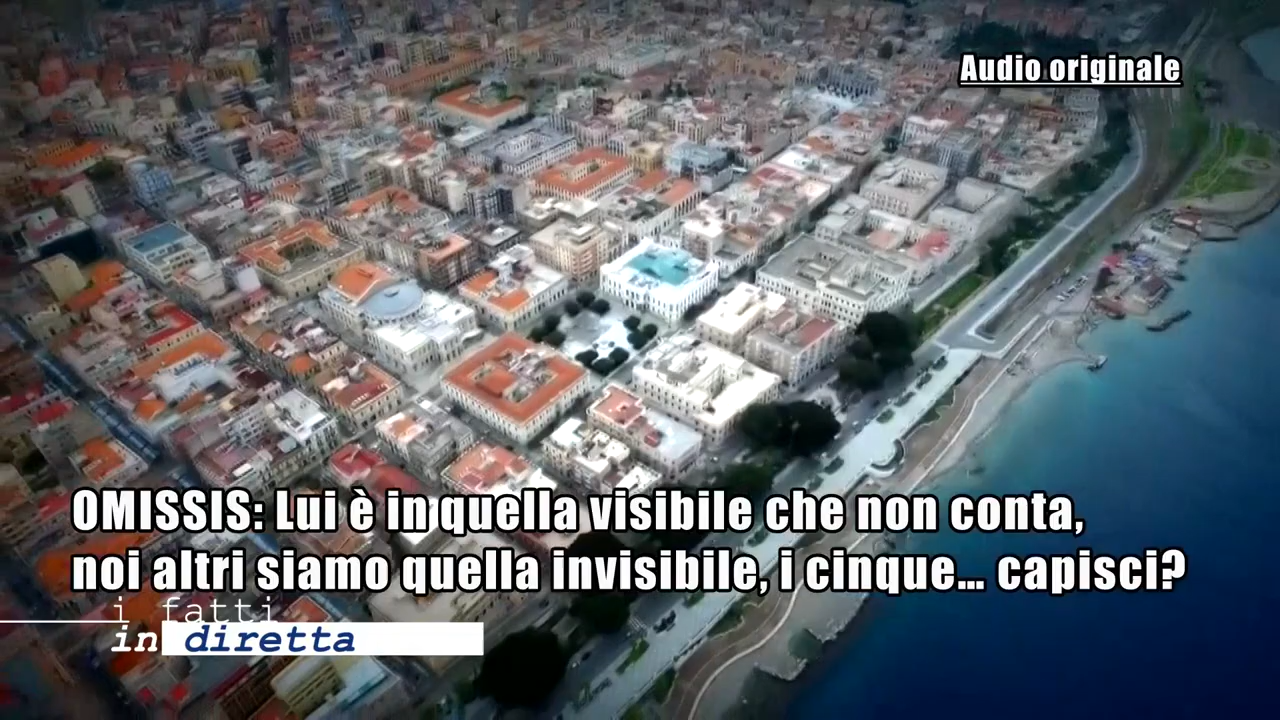 Audio originale
OMISSIS: Lui è in quella visibile che non conta,
noi altri siamo quella invisibile, i cinque... capisci?
i fatti
in diretta